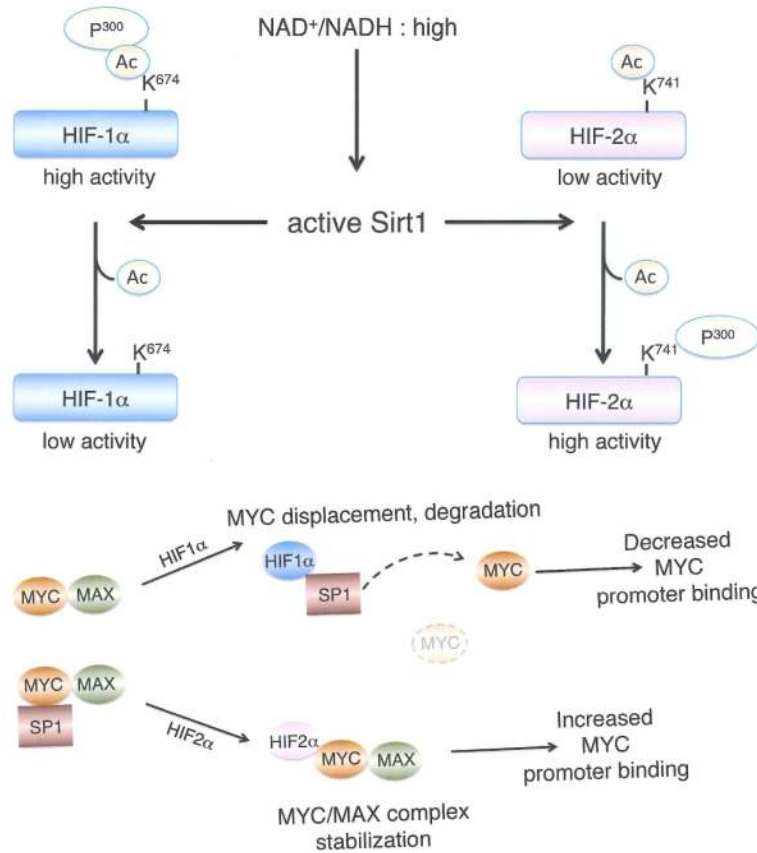 P300
NAD+/NADH : high
Ac
K674
HIF-1α
high activity
Ac
K741
HIF-2α
low activity
active Sirt1
Ac
Ac
K674
HIF-1α
low activity
P300
K741
HIF-2α
high activity
MYC displacement, degradation
HIF1α
MYC MAX
HIF1α
SP1
MYC
MYC
Decreased
MYC
promoter binding
MYC MAX
SP1
HIF2α
HIF2α
MYC MAX
Increased
MYC
promoter binding
MYC/MAX complex
stabilization